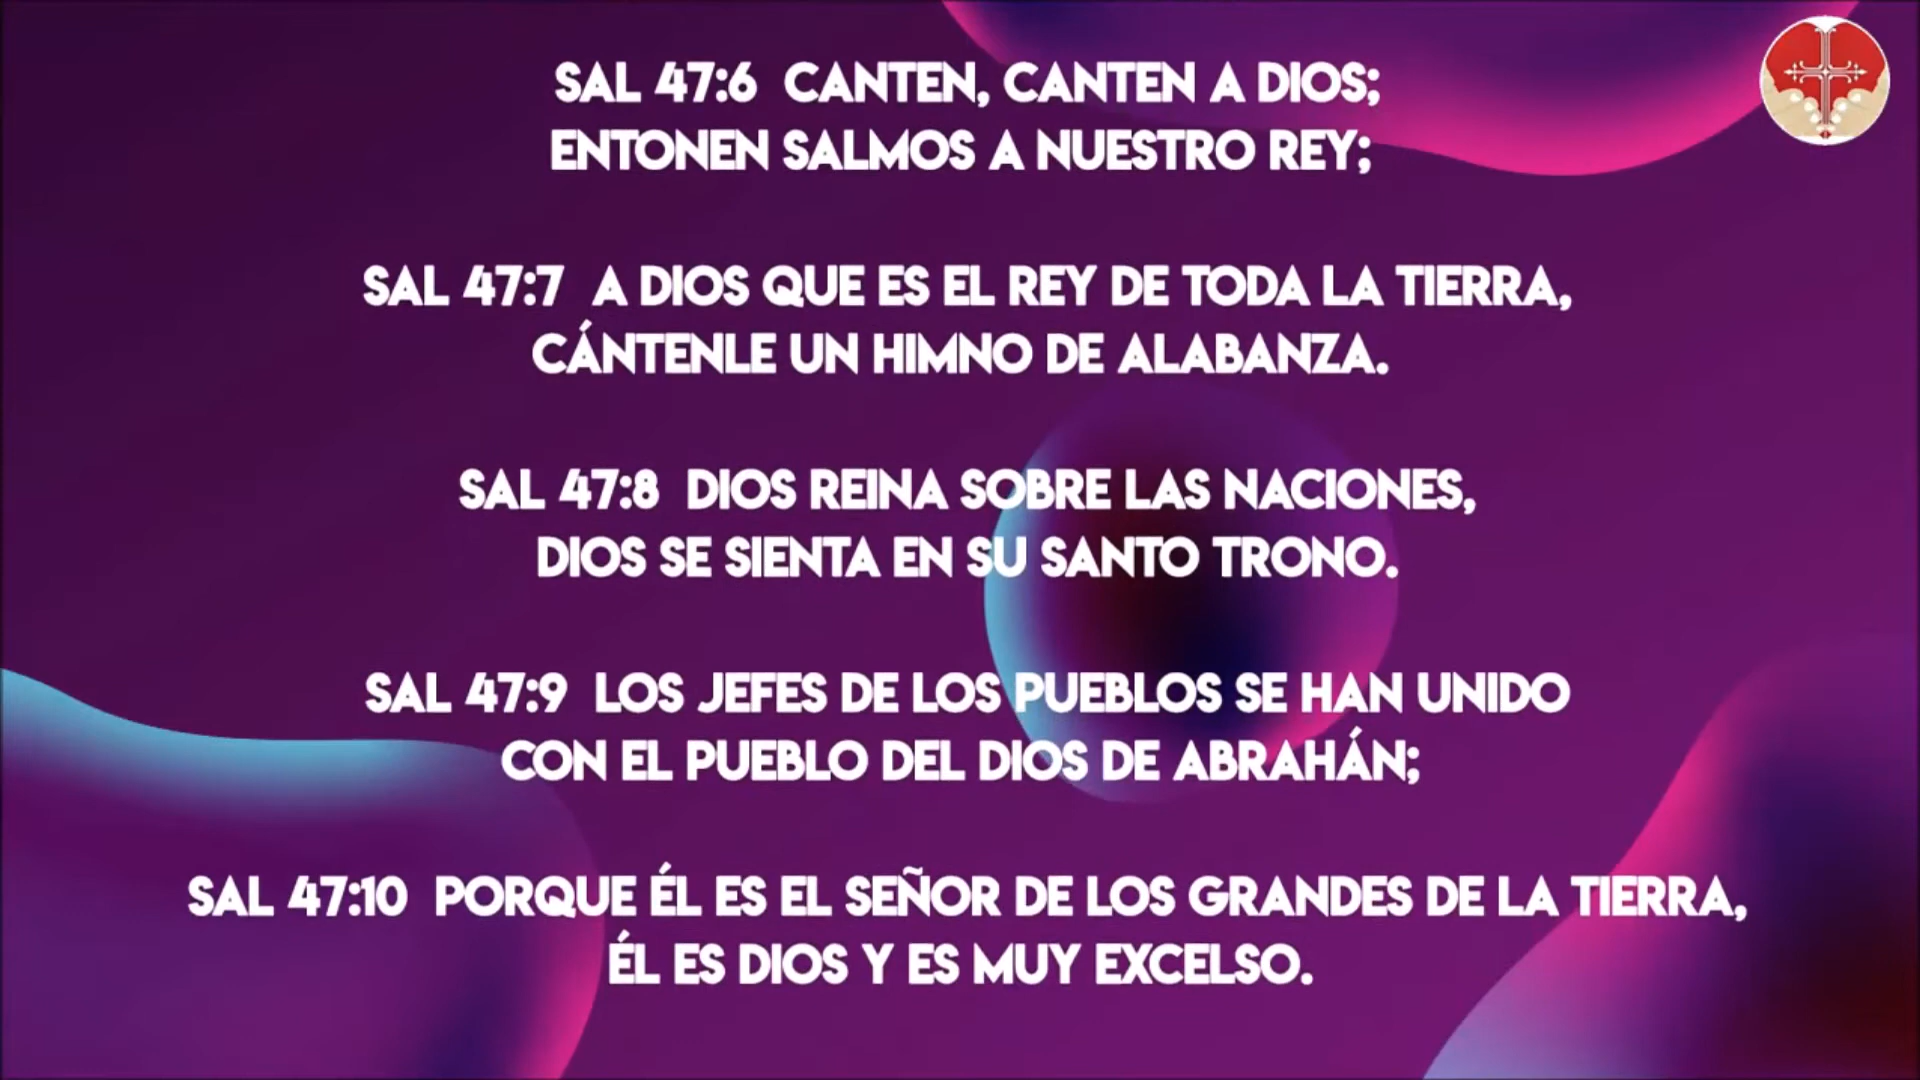 SAL 47:6 CANTEN, CANTEN A DIOS;
ENTONEN SALMOS A NUESTRO REY;
SAL 47:7 A DIOS QUE ES EL REY DE TODA LA TIERRA,
CÁNTENLE UN HIMNO DE ALABANZA.
SAL 47:8 DIOS REINA SOBRE LAS NACIONES,
DIOS SE SIENTA EN SU SANTO TRONO.
SAL 47:9 LOS JEFES DE LOS PUEBLOS SE HAN UNIDO
CON EL PUEBLO DEL DIOS DE ABRAHÁN;
SAL 47:10 PORQUE ÉL ES EL SEÑOR DE LOS GRANDES DE LA TIERRA,
ÉL ES DIOS Y ES MUY EXCELSO.